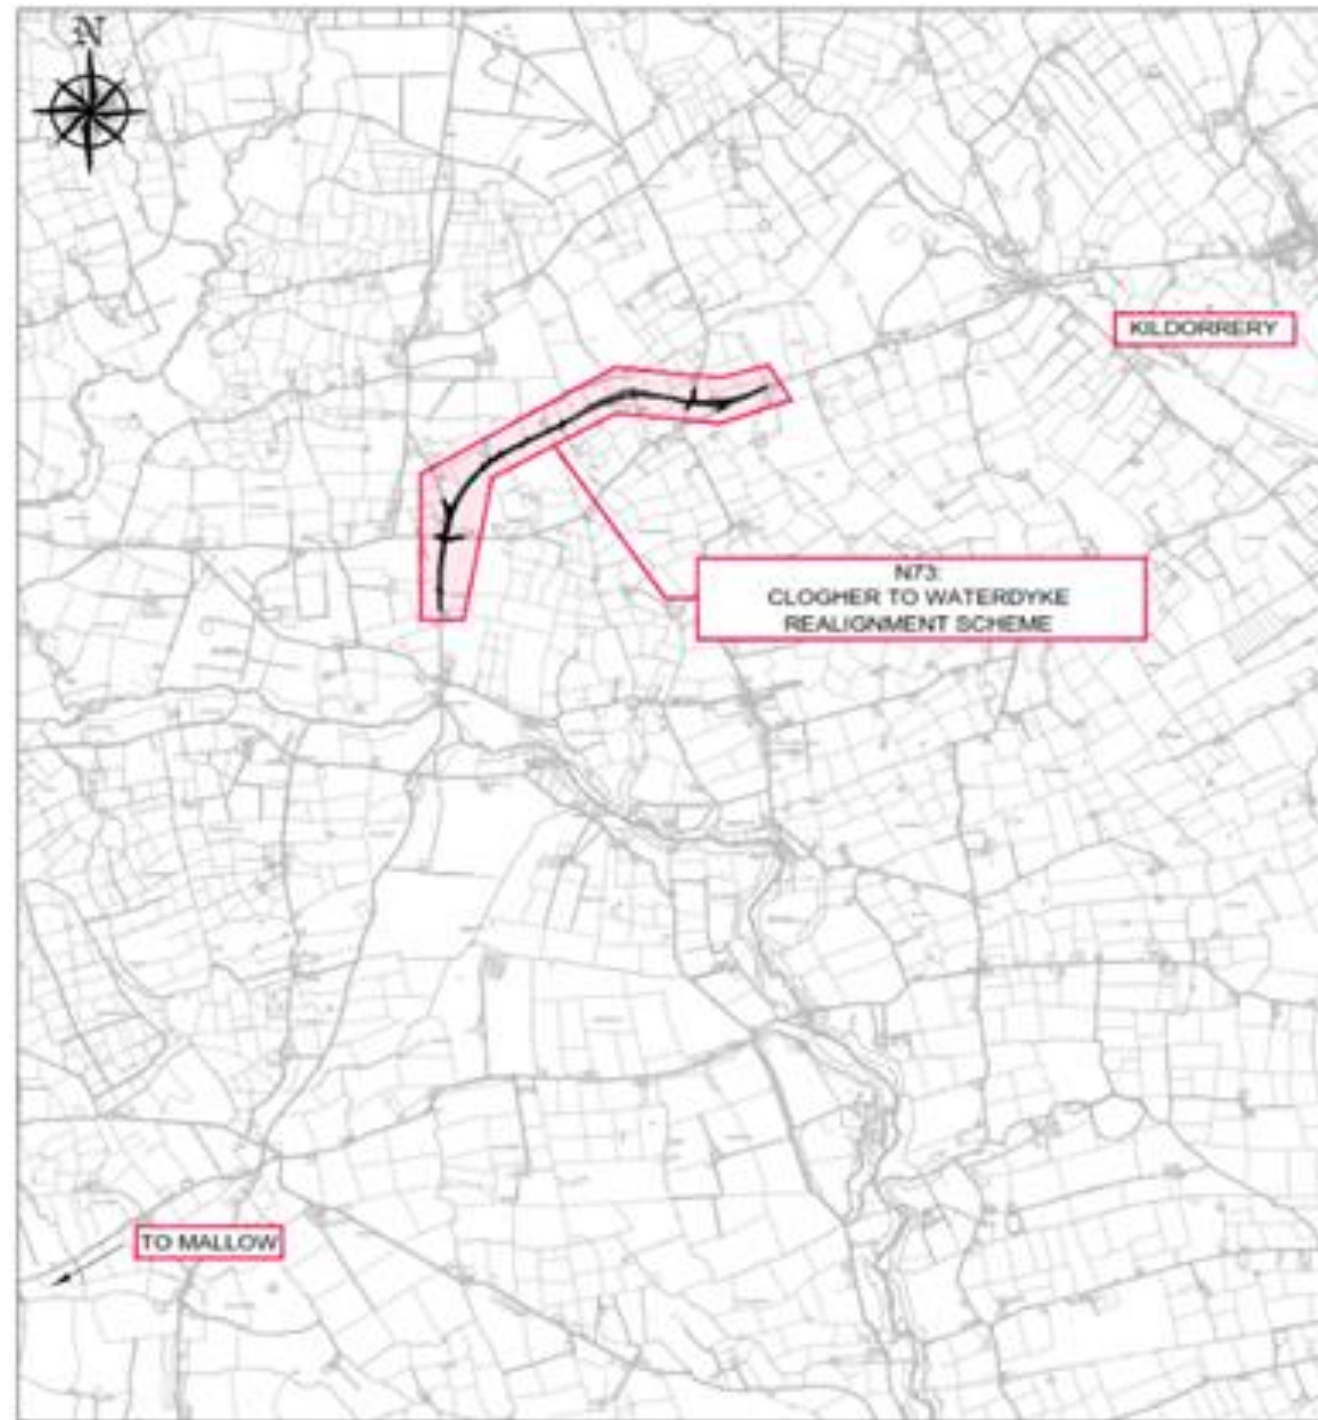 N
KILDORRERY
N73:
CLOGHER TO WATERDYKE
REALIGNMENT SCHEME
TO MALLOW